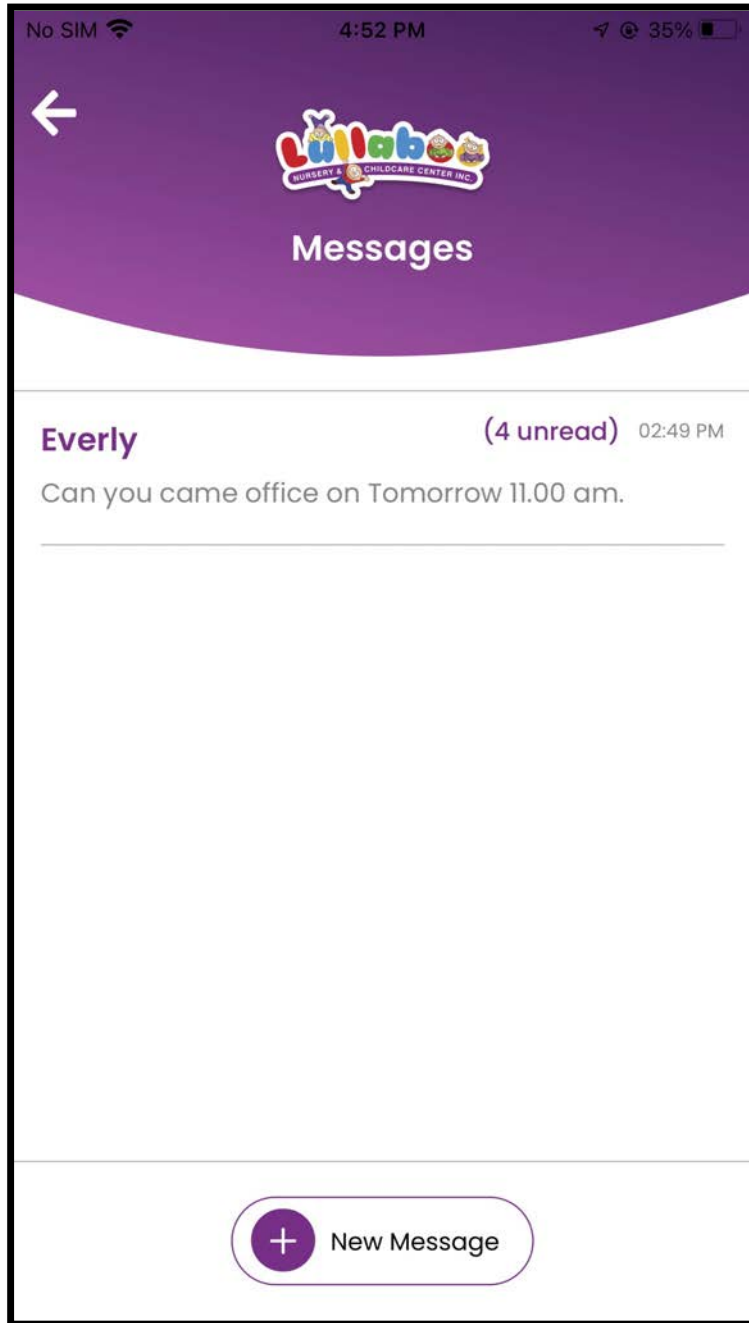 No SIM 4:52 PM 35%
Lullaboo
NURSERY & CHILDCARE CENTER INC.
Messages
Everly (4 unread) 02:49 PM
Can you came office on Tomorrow 11.00 am.
New Message